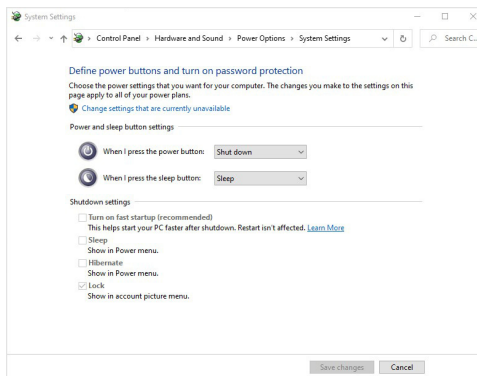 System Settings
Control Panel > Hardware and Sound > Power Options > System Settings
Search C...
Define power buttons and turn on password protection
Choose the power settings that you want for your computer. The changes you make to the settings on this
page apply to all of your power plans.
Change settings that are currently unavailable
Power and sleep button settings
When I press the power button: Shut down
When I press the sleep button: Sleep
Shutdown settings
Turn on fast startup (recommended)
This helps start your PC faster after shutdown. Restart isn't affected. Learn More
Sleep
Show in Power menu.
Hibernate
Show in Power menu.
Lock
Show in account picture menu.
Save changes Cancel